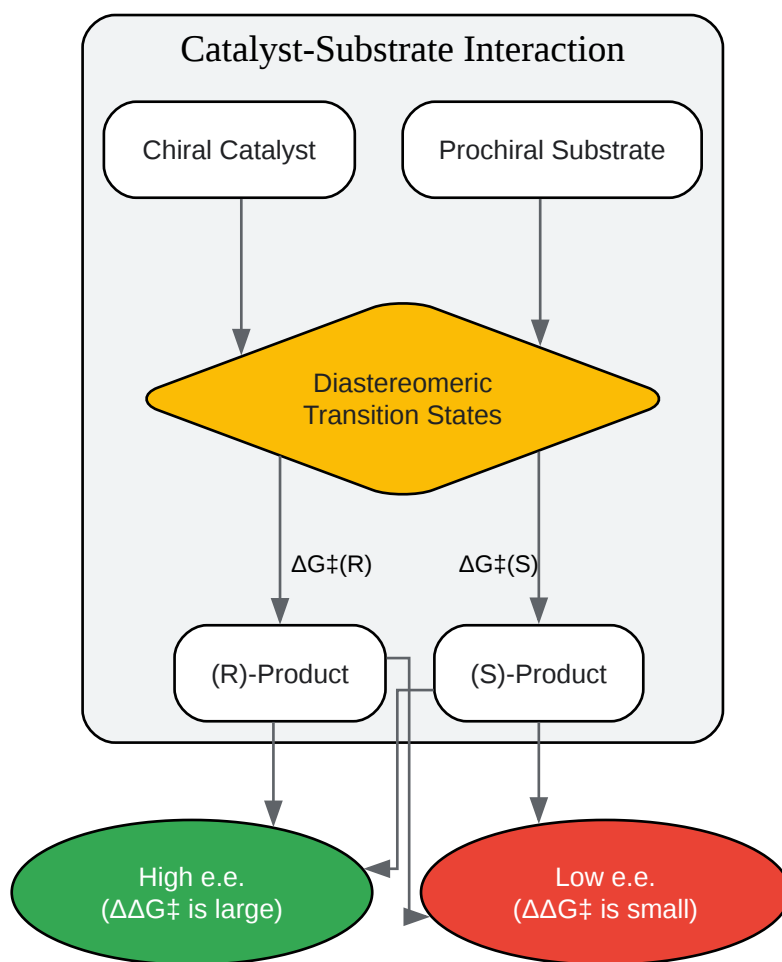 Catalyst-Substrate Interaction
Chiral Catalyst
Prochiral Substrate
Diastereomeric
Transition States
ΔG‡(R)
ΔG‡(S)
(R)-Product
(S)-Product
High e.e.
(ΔΔG‡ is large)
Low e.e.
(ΔΔG‡ is small)